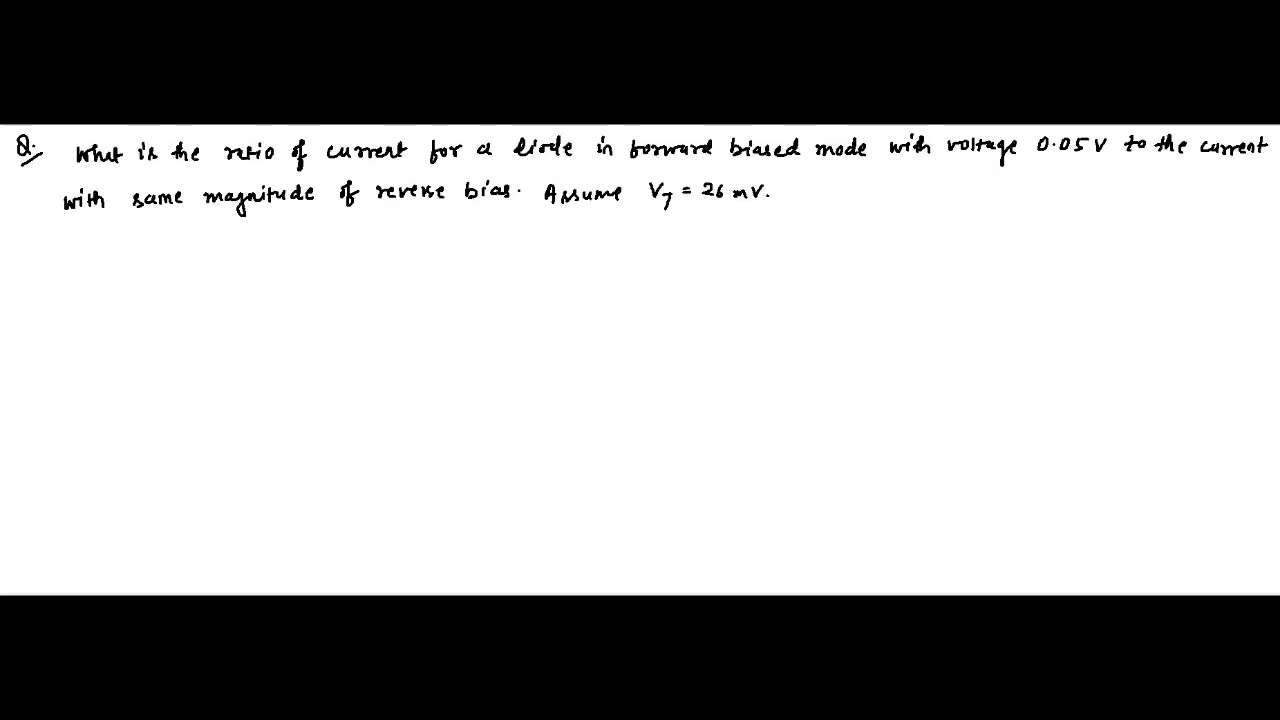 Q. What is the ratio of current for a diode in forward biased mode with voltage 0.05 V to the current
with same magnitude of reverse bias. Assume V_T = 26 mV.